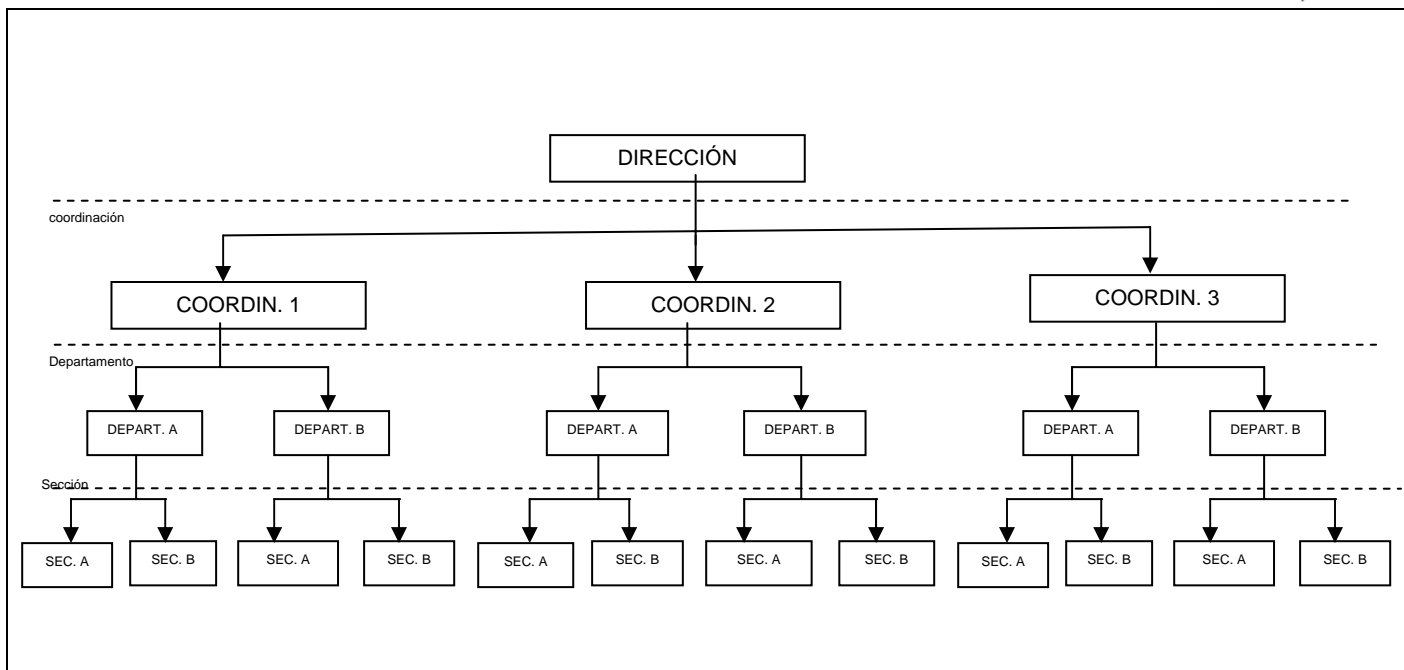 DIRECCIÓN
coordinación
COORDIN. 1
COORDIN. 2
COORDIN. 3
Departamento
DEPART. A
DEPART. B
DEPART. A
DEPART. B
DEPART. A
DEPART. B
Sección
SEC. A
SEC. B
SEC. A
SEC. B
SEC. A
SEC. B
SEC. A
SEC. B
SEC. A
SEC. B
SEC. A
SEC. B